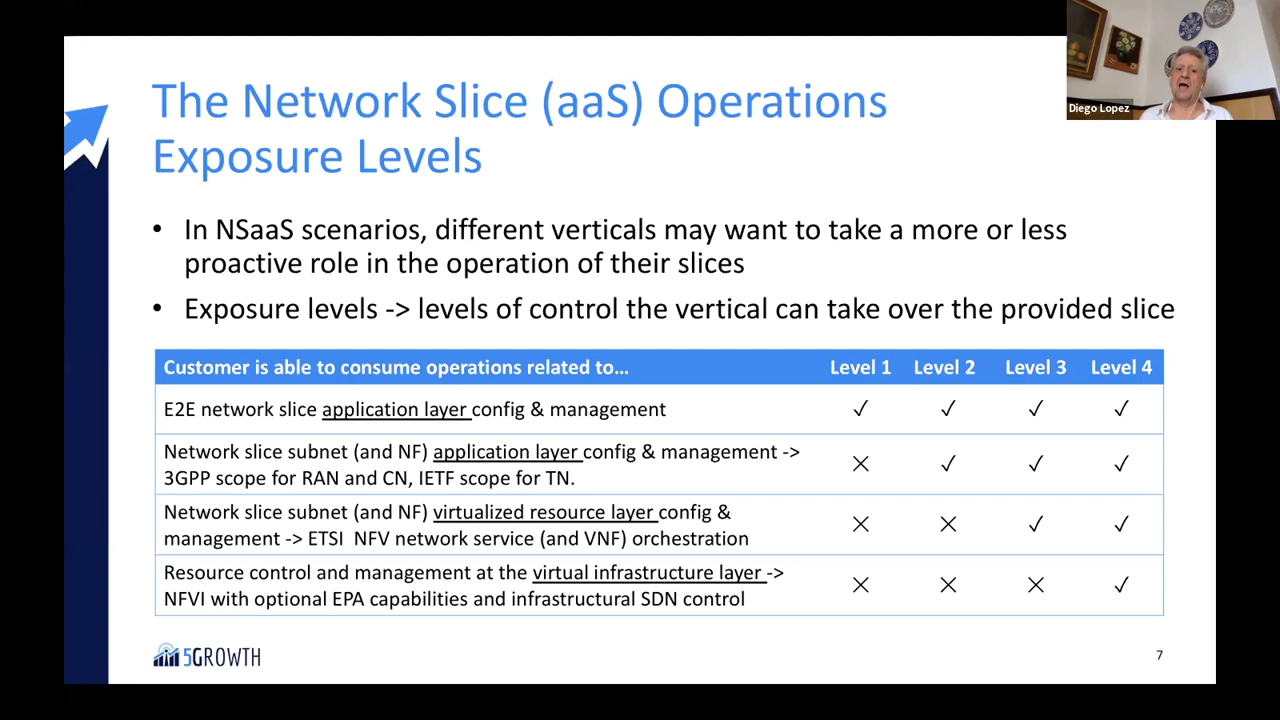 The Network Slice (aaS) Operations
Exposure Levels
Diego Lopez
• In NSaaS scenarios, different verticals may want to take a more or less
proactive role in the operation of their slices
• Exposure levels -> levels of control the vertical can take over the provided slice
Customer is able to consume operations related to... Level 1 Level 2 Level 3 Level 4
E2E network slice application layer config & management ✓ ✓ ✓ ✓
Network slice subnet (and NF) application layer config & management ->
3GPP scope for RAN and CN, IETF scope for TN. ✕ ✓ ✓ ✓
Network slice subnet (and NF) virtualized resource layer config &
management -> ETSI NFV network service (and VNF) orchestration ✕ ✕ ✓ ✓
Resource control and management at the virtual infrastructure layer ->
NFVI with optional EPA capabilities and infrastructural SDN control ✕ ✕ ✕ ✓
5GROWTH
7